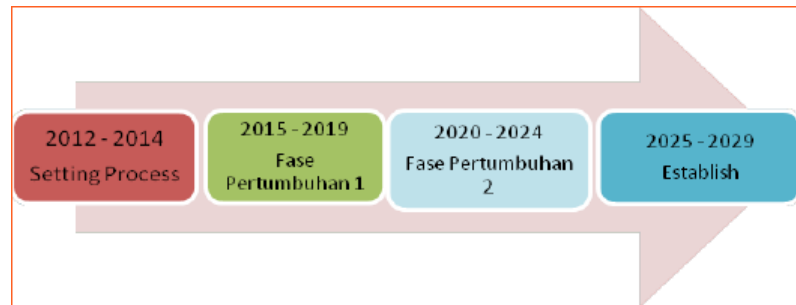 2012 - 2014
Setting Process
2015 - 2019
Fase
Pertumbuhan 1
2020 - 2024
Fase Pertumbuhan
2
2025 - 2029
Establish